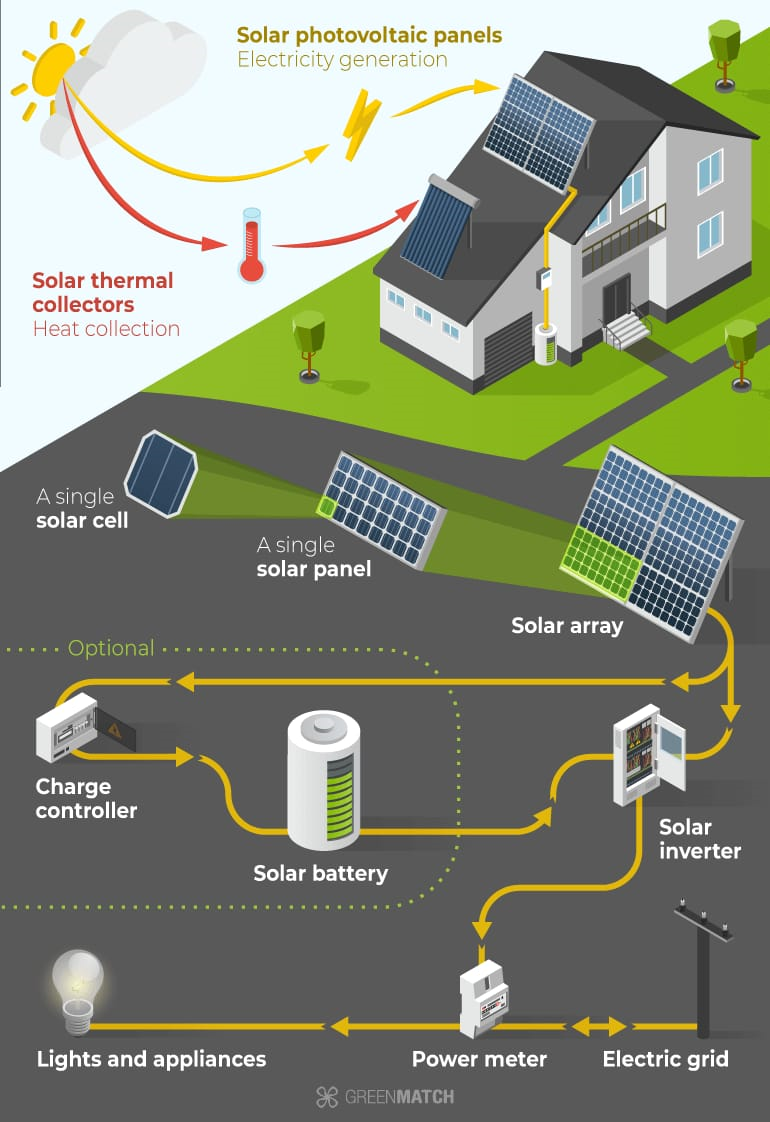 Solar photovoltaic panels
Electricity generation
Solar thermal
collectors
Heat collection
A single
solar cell
A single
solar panel
Solar array
Optional
Charge
controller
Solar battery
Solar
inverter
Lights and appliances
Power meter
Electric grid
GREENMATCH